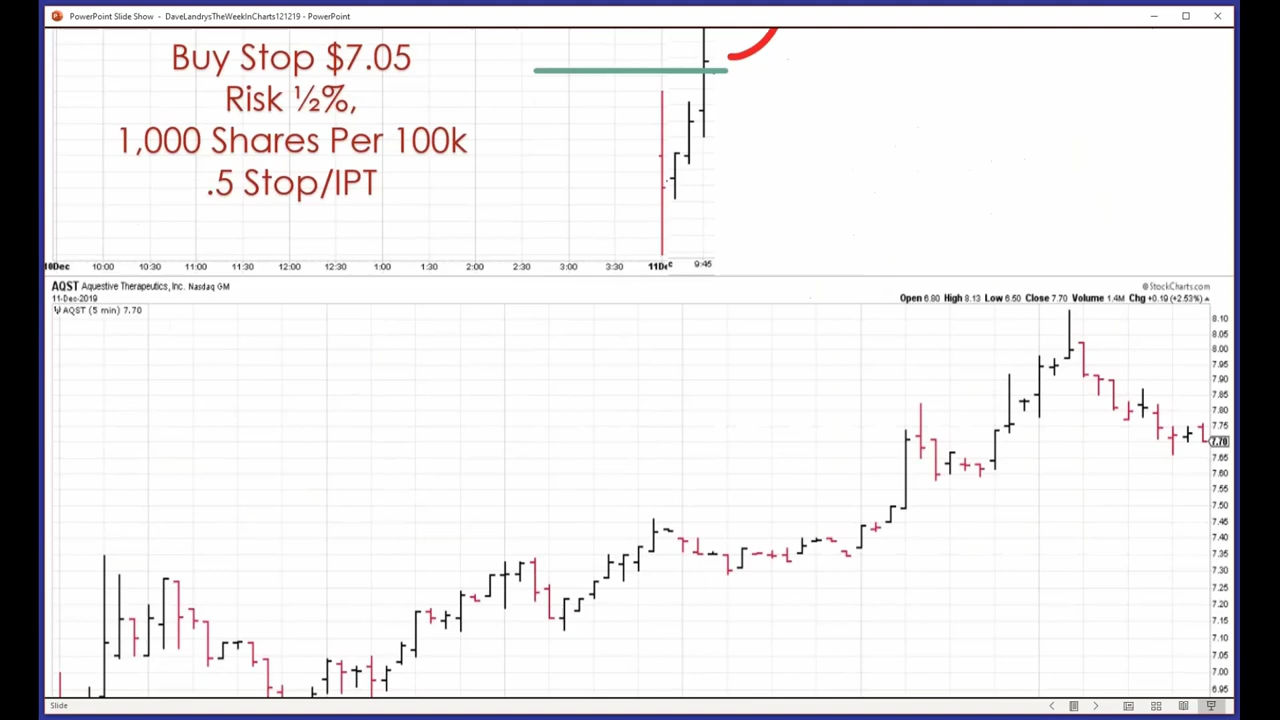 PowerPoint Slide Show - DaveLandrysTheWeekInCharts121219 - PowerPoint
Buy Stop $7.05
Risk ½%,
1,000 Shares Per 100k
.5 Stop/IPT
10:00 10:30 11:00 11:30 12:00 12:30 1:00 1:30 2:00 2:30 3:00 3:30 9:45
AQST Aquestive Therapeutics, Inc. Nasdaq GM
© StockCharts.com
11-Dec-2019
Open 6.80 High 8.13 Low 6.50 Close 7.70 Volume 1.4M Chg +0.19 (+2.53%)
AQST (5 min) 7.70
8.10
8.05
8.00
7.95
7.90
7.85
7.80
7.75
7.70
7.65
7.60
7.55
7.50
7.45
7.40
7.35
7.30
7.25
7.20
7.15
7.10
7.05
7.00
6.95
Slide